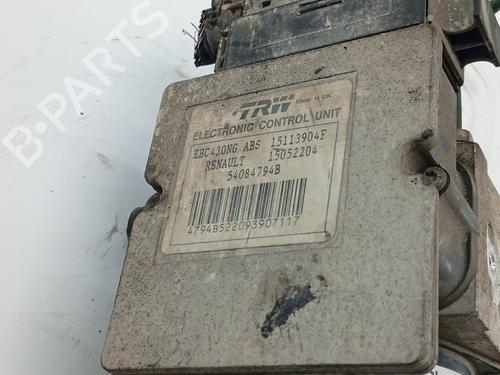 B-PARTS
TRW Made in UK
ELECTRONIC CONTROL UNIT
EBC430NG ABS 15113904F
RENAULT 15052204
54084794B
4794B522093907117